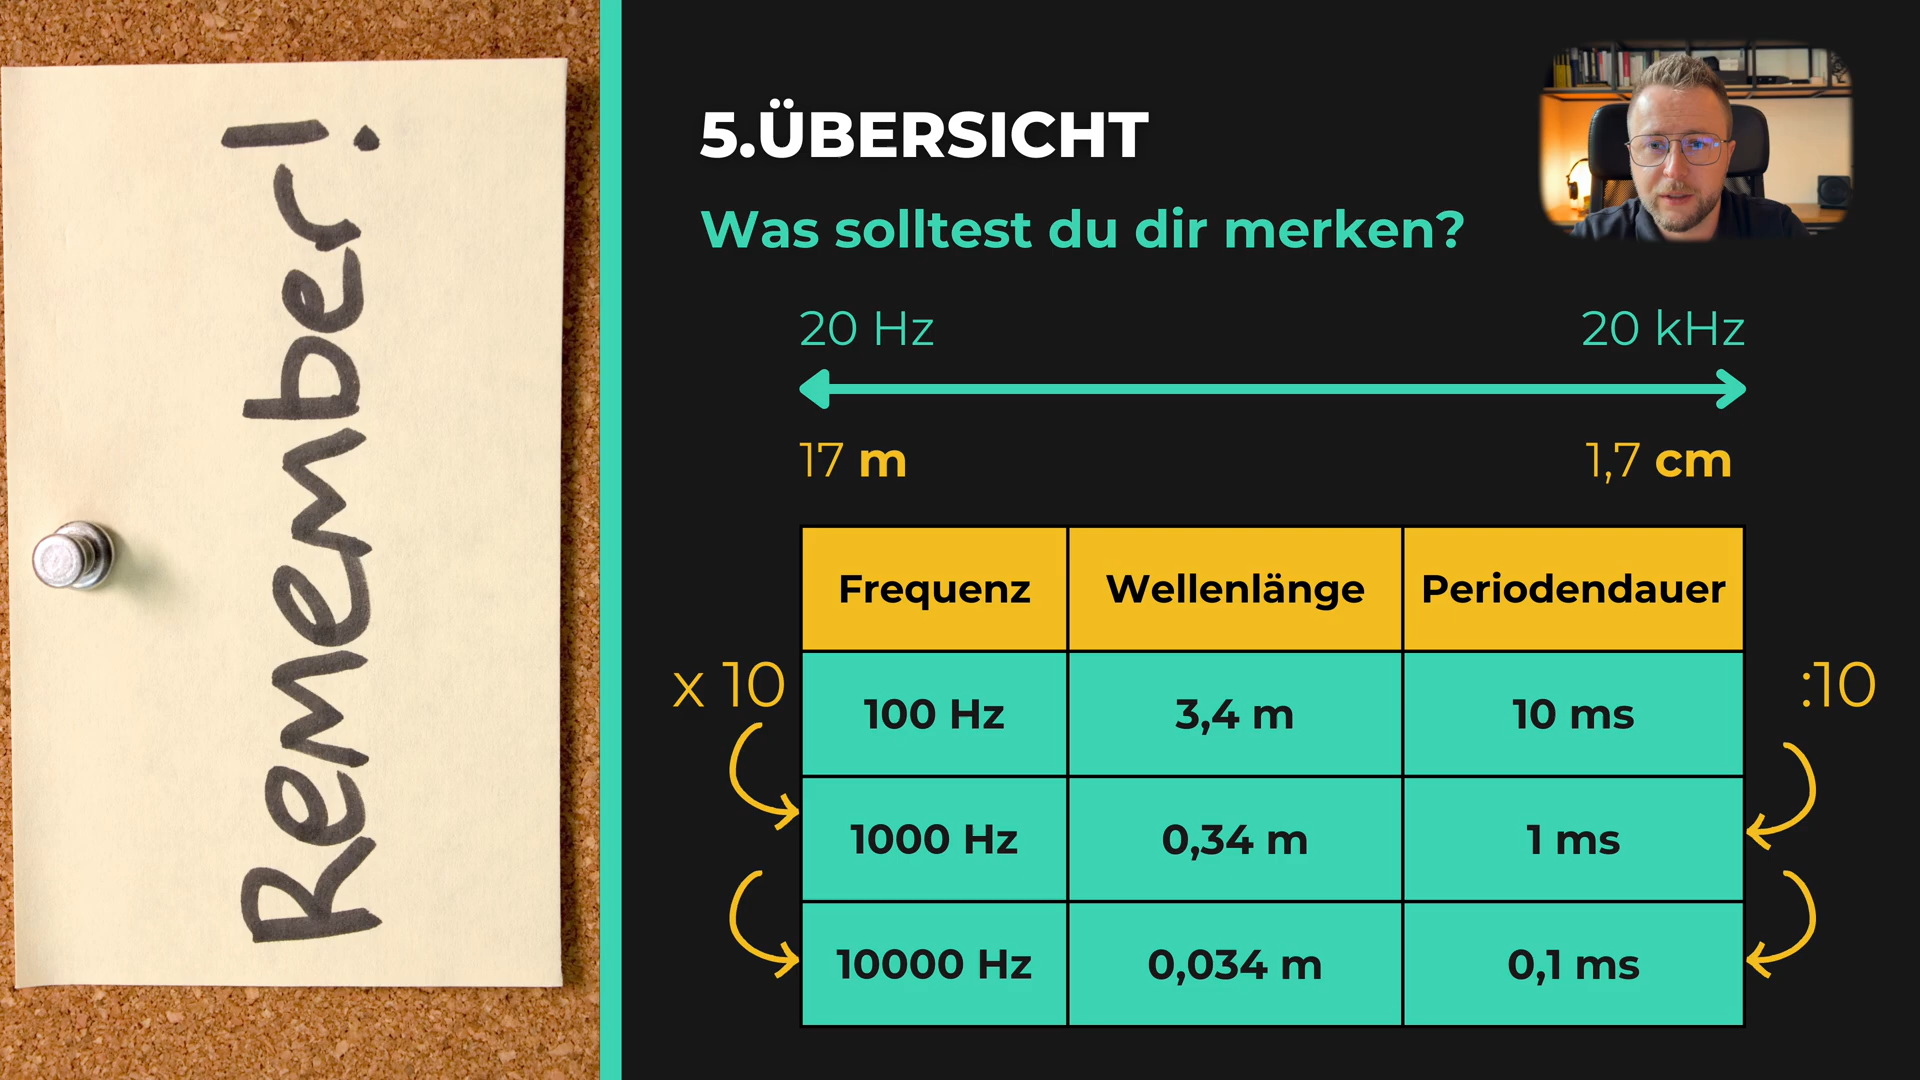 Remember!
5.ÜBERSICHT
Was solltest du dir merken?
20 Hz 20 kHz
17 m 1,7 cm
Frequenz Wellenlänge Periodendauer
x 10 :10
100 Hz 3,4 m 10 ms
1000 Hz 0,34 m 1 ms
10000 Hz 0,034 m 0,1 ms